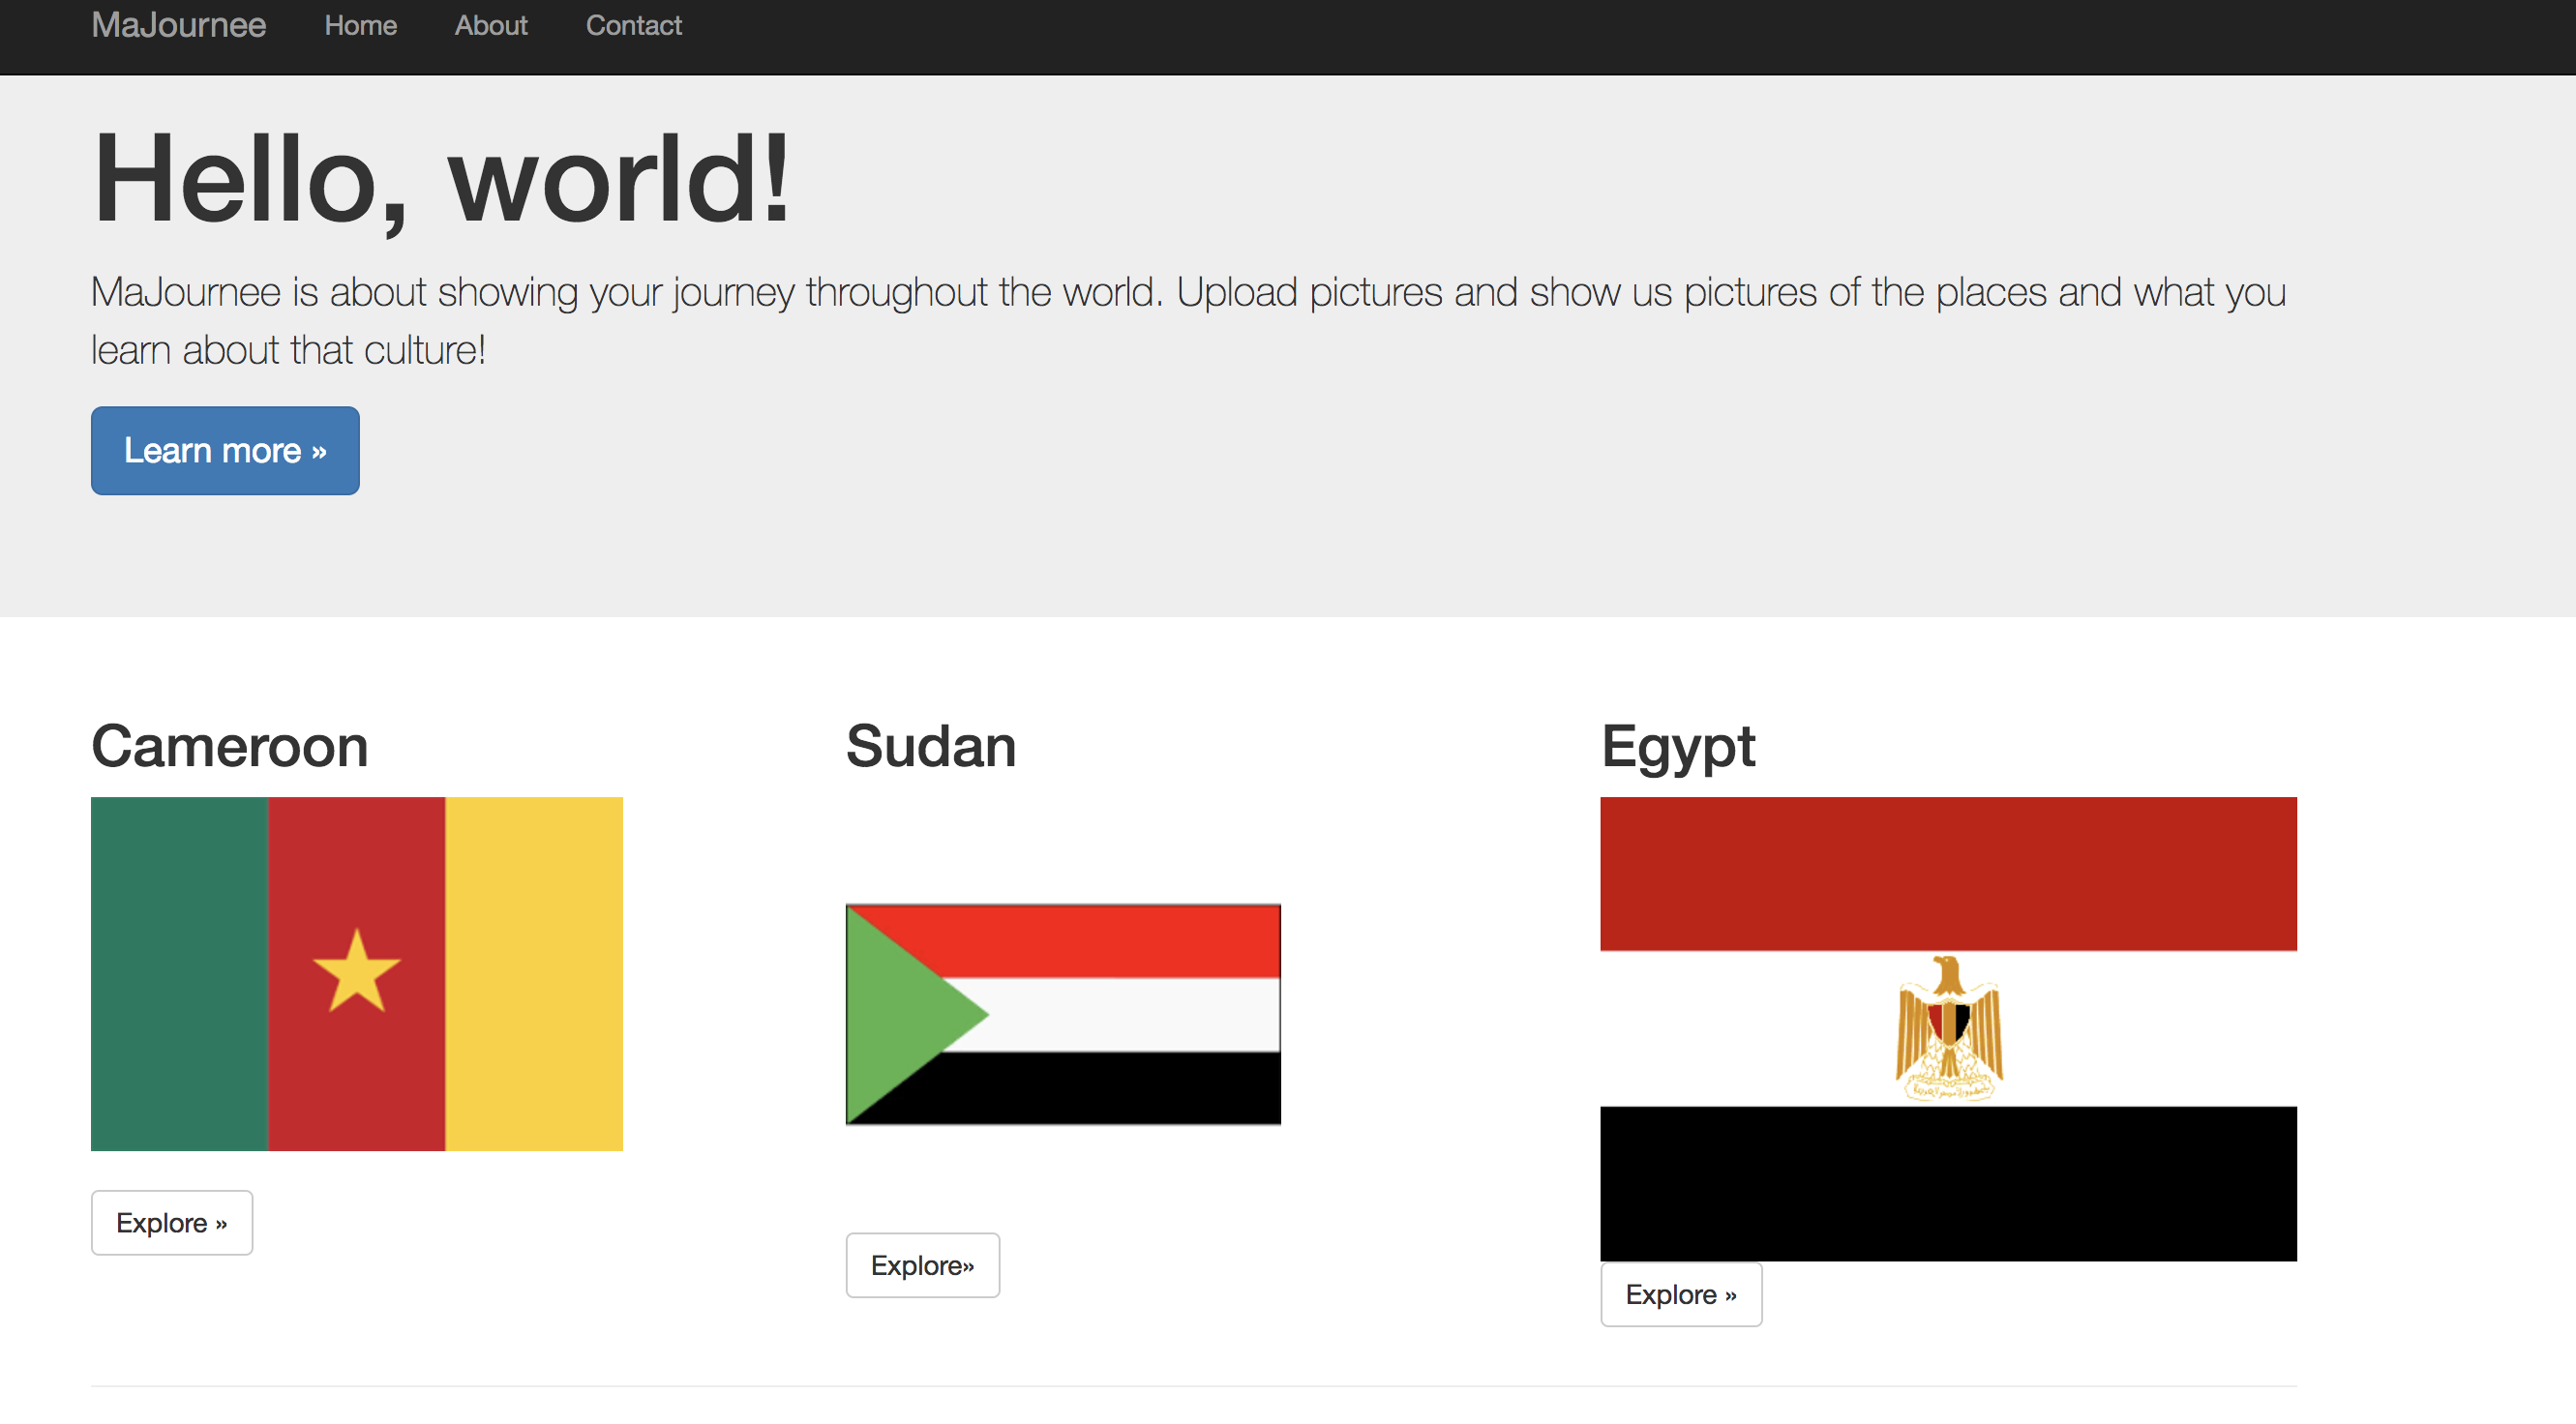 MaJournee Home About Contact
Hello, world!
MaJournee is about showing your journey throughout the world. Upload pictures and show us pictures of the places and what you
learn about that culture!
Learn more »
Cameroon
Sudan
Egypt
Explore »
Explore»
Explore »